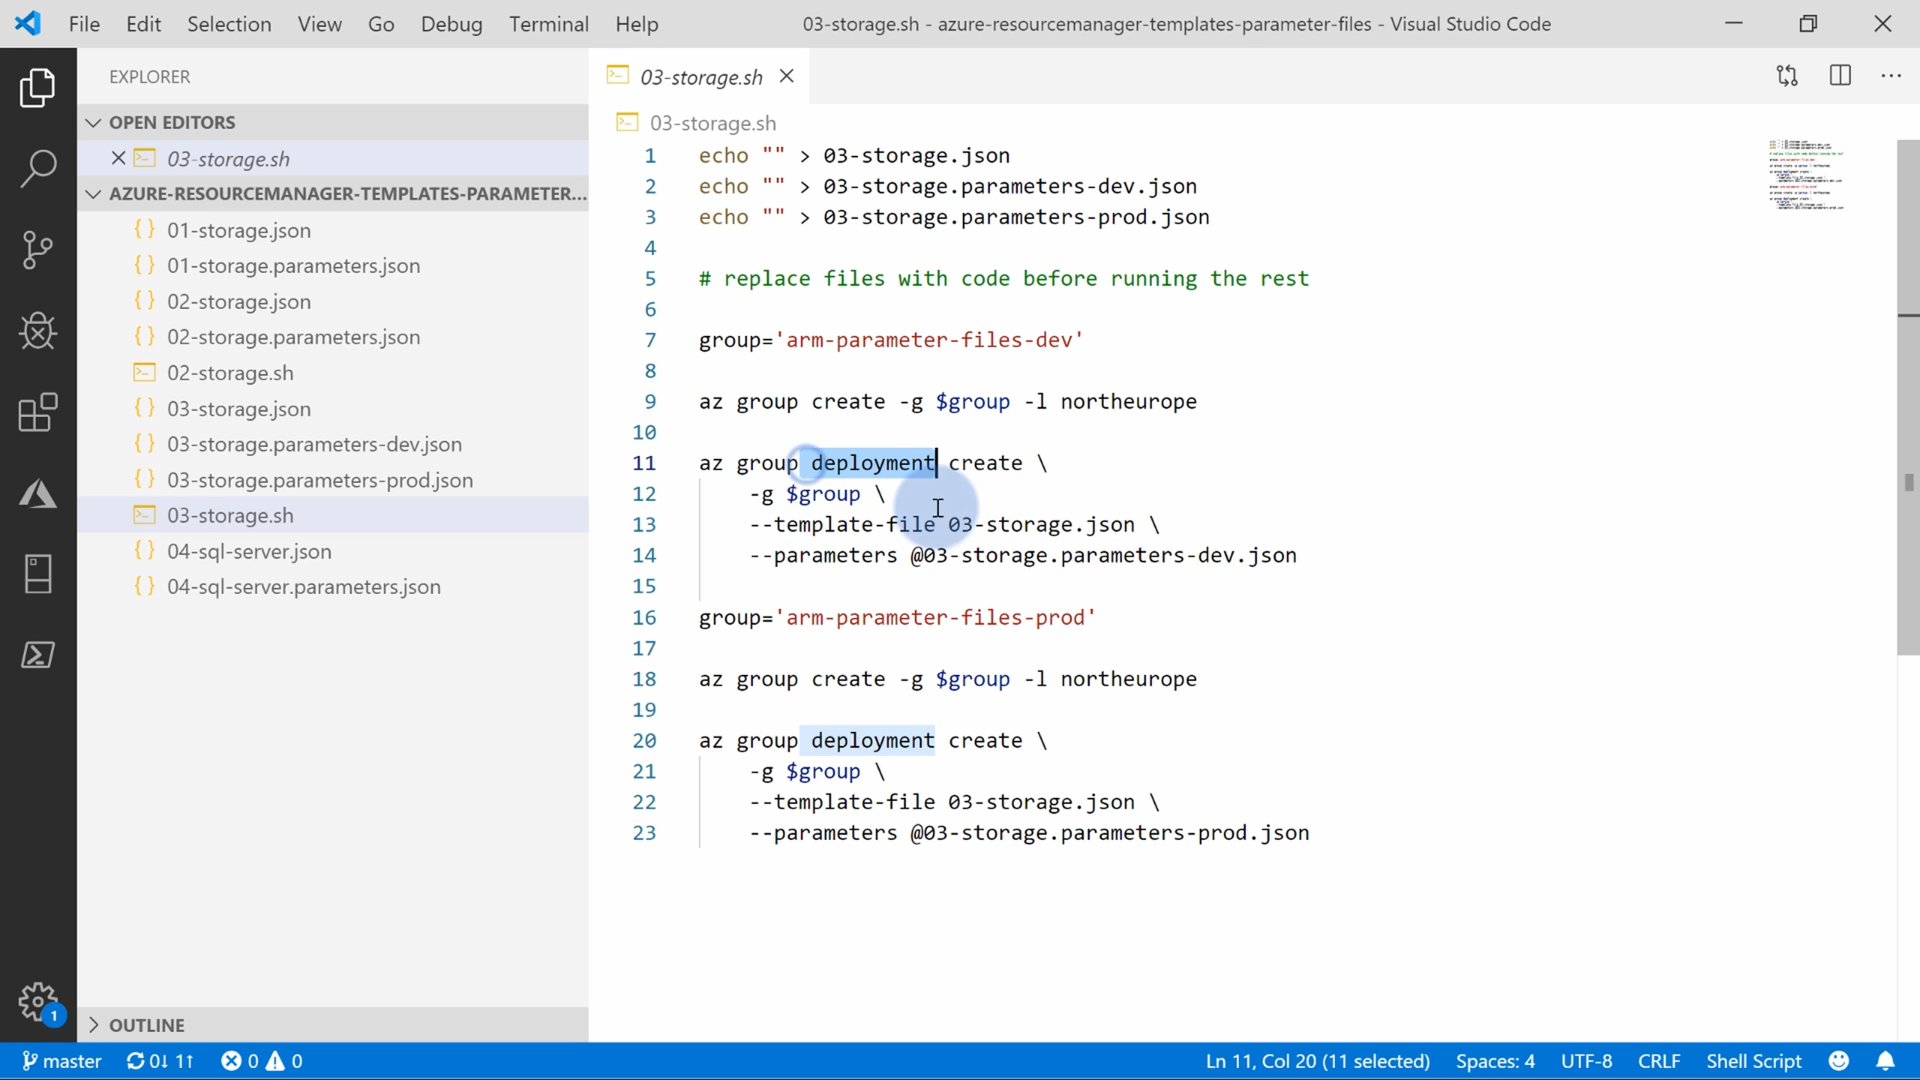 File Edit Selection View Go Debug Terminal Help 03-storage.sh - azure-resourcemanager-templates-parameter-files - Visual Studio Code
EXPLORER
OPEN EDITORS
03-storage.sh
AZURE-RESOURCEMANAGER-TEMPLATES-PARAMETER...
01-storage.json
01-storage.parameters.json
02-storage.json
02-storage.parameters.json
02-storage.sh
03-storage.json
03-storage.parameters-dev.json
03-storage.parameters-prod.json
03-storage.sh
04-sql-server.json
04-sql-server.parameters.json
OUTLINE
03-storage.sh
03-storage.sh
1 echo "" > 03-storage.json
2 echo "" > 03-storage.parameters-dev.json
3 echo "" > 03-storage.parameters-prod.json
4
5 # replace files with code before running the rest
6
7 group='arm-parameter-files-dev'
8
9 az group create -g $group -l northeurope
10
11 az group deployment create \
12 -g $group \
13 --template-file 03-storage.json \
14 --parameters @03-storage.parameters-dev.json
15
16 group='arm-parameter-files-prod'
17
18 az group create -g $group -l northeurope
19
20 az group deployment create \
21 -g $group \
22 --template-file 03-storage.json \
23 --parameters @03-storage.parameters-prod.json
1
master 0↓ 1↑ 0 0 Ln 11, Col 20 (11 selected) Spaces: 4 UTF-8 CRLF Shell Script